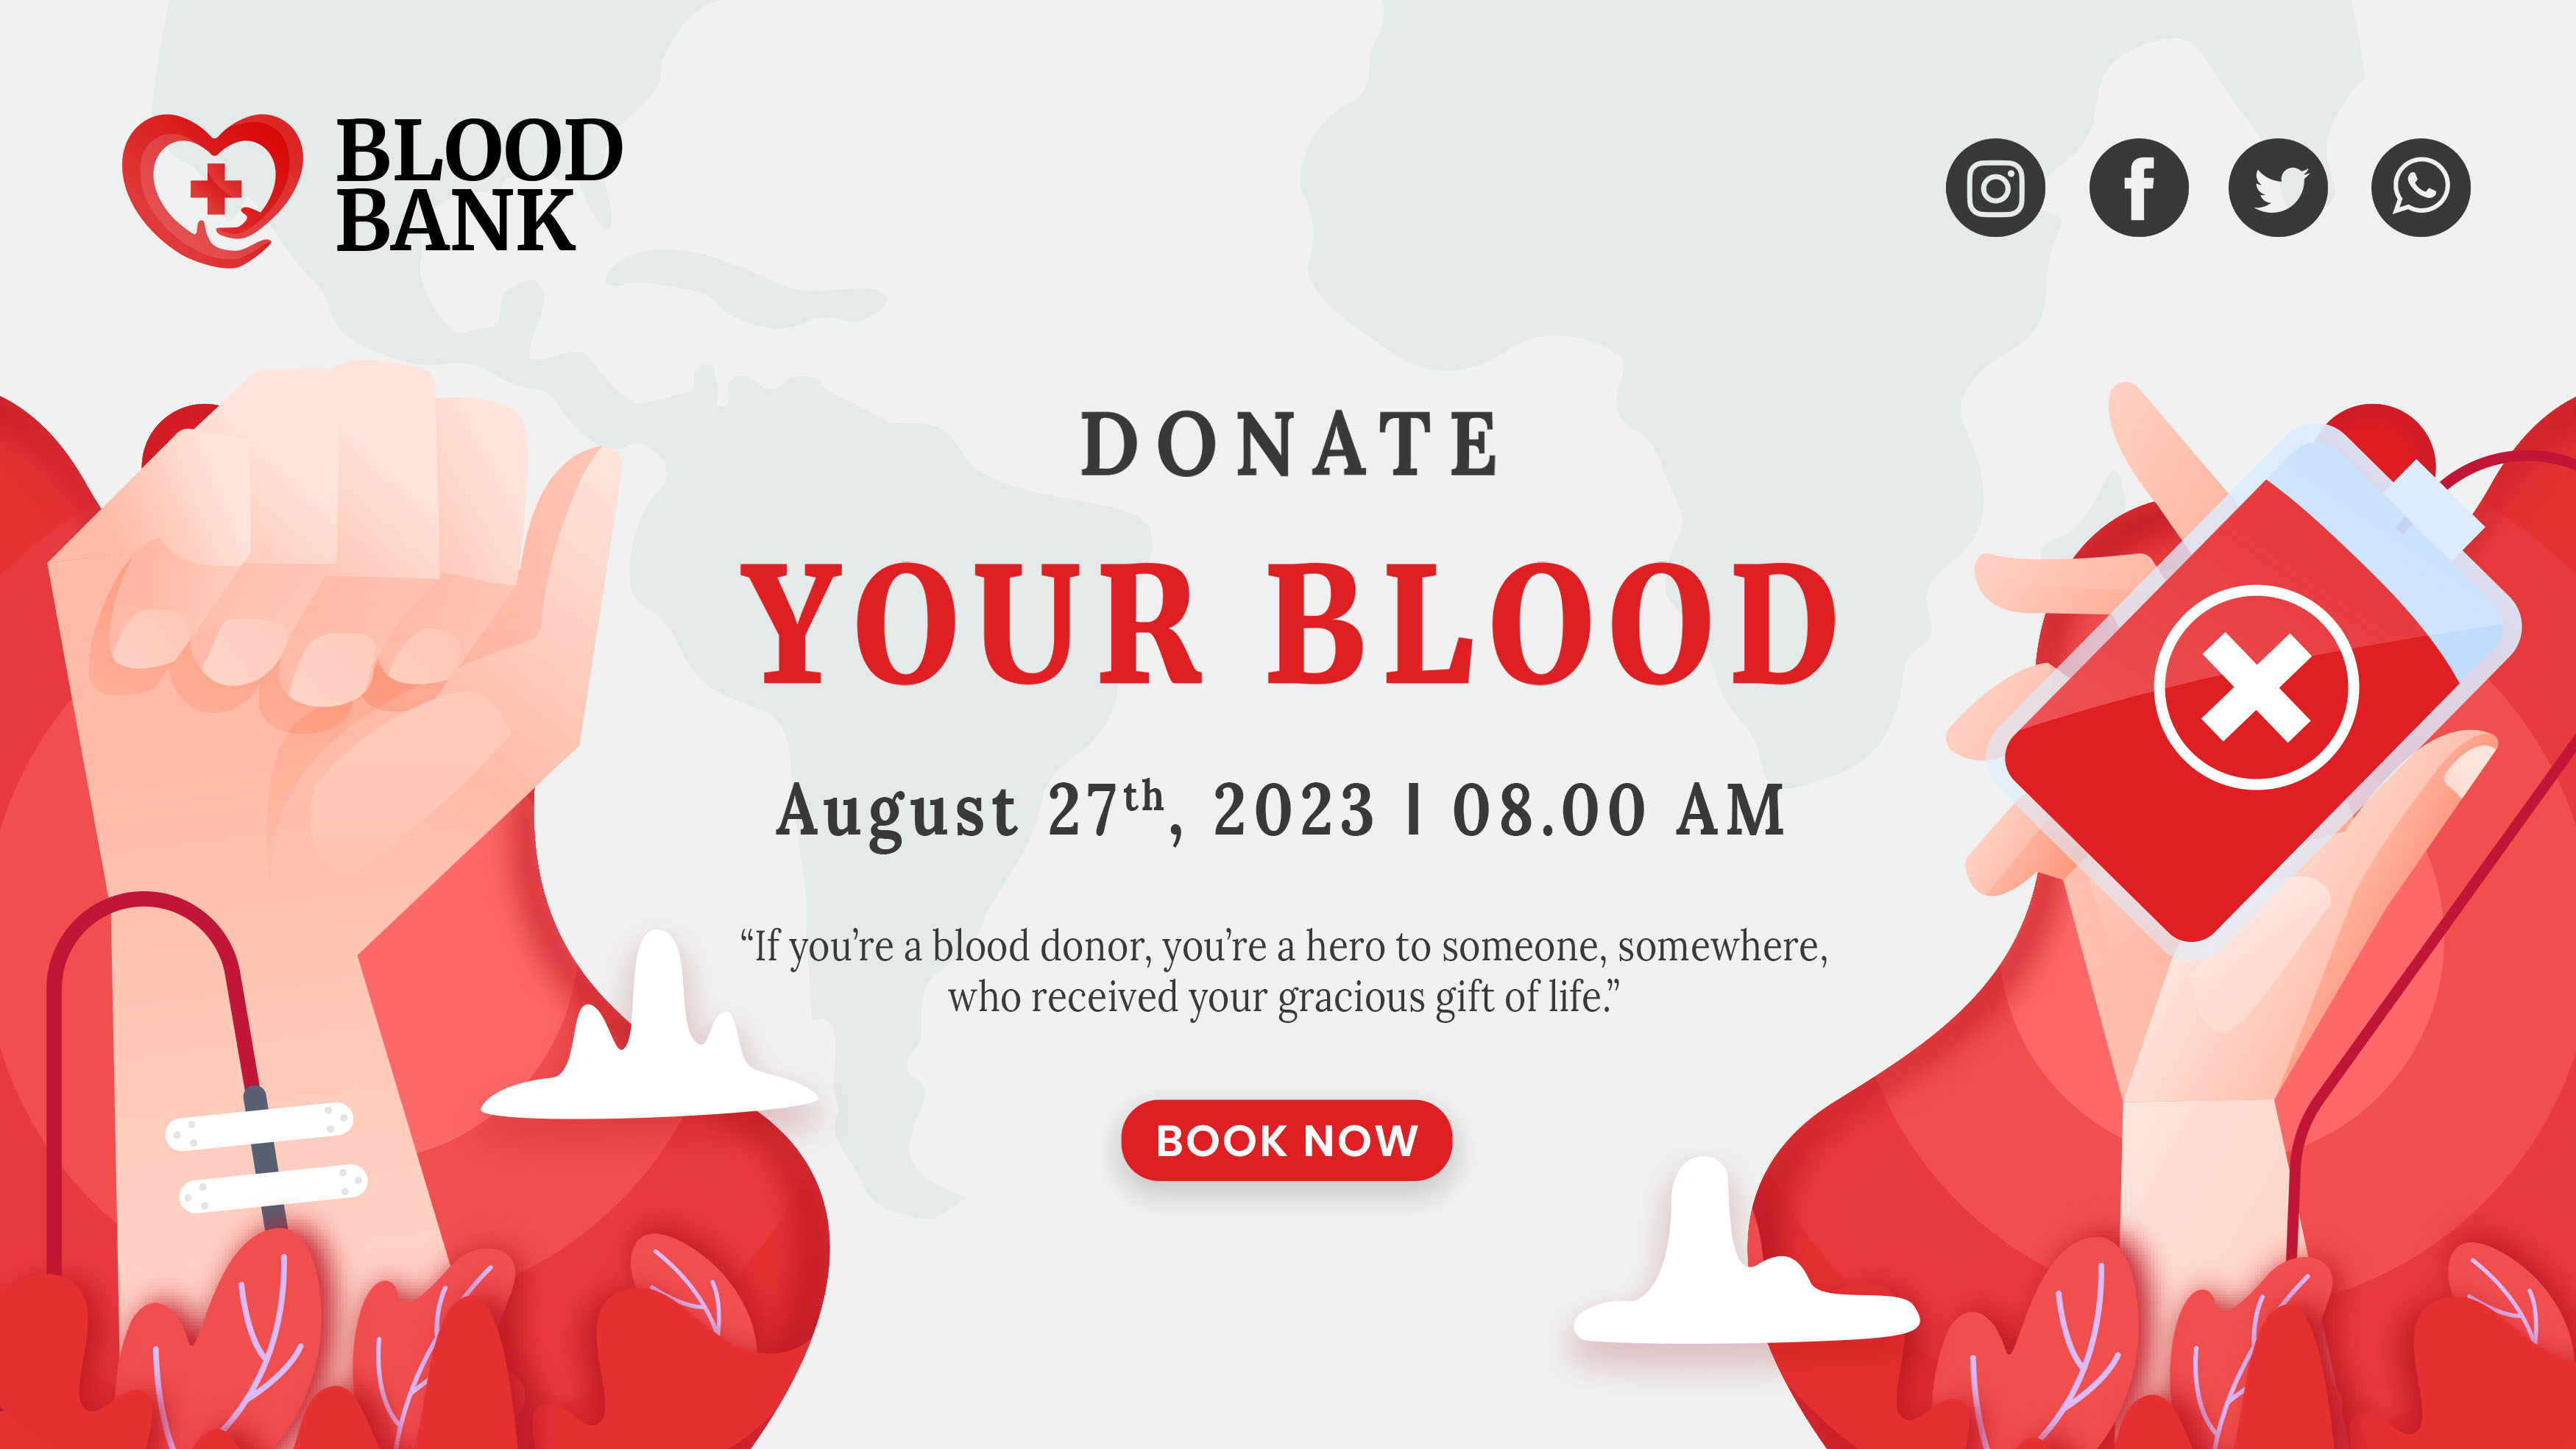 BLOOD
BANK
DONATE
YOUR BLOOD
August 27th, 2023 I 08.00 AM
“If you’re a blood donor, you’re a hero to someone, somewhere,
who received your gracious gift of life.”
BOOK NOW